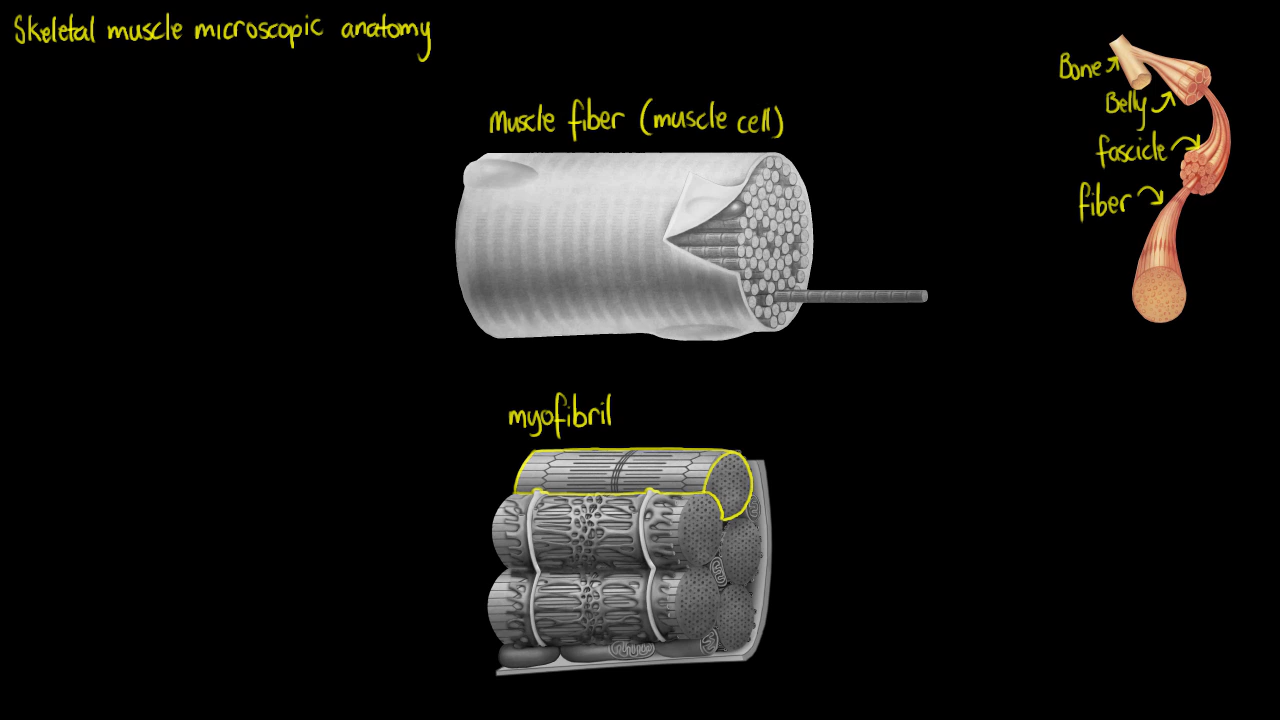 Skeletal muscle microscopic anatomy
Muscle fiber (muscle cell)
Bone
Belly
fascicle
fiber
myofibril